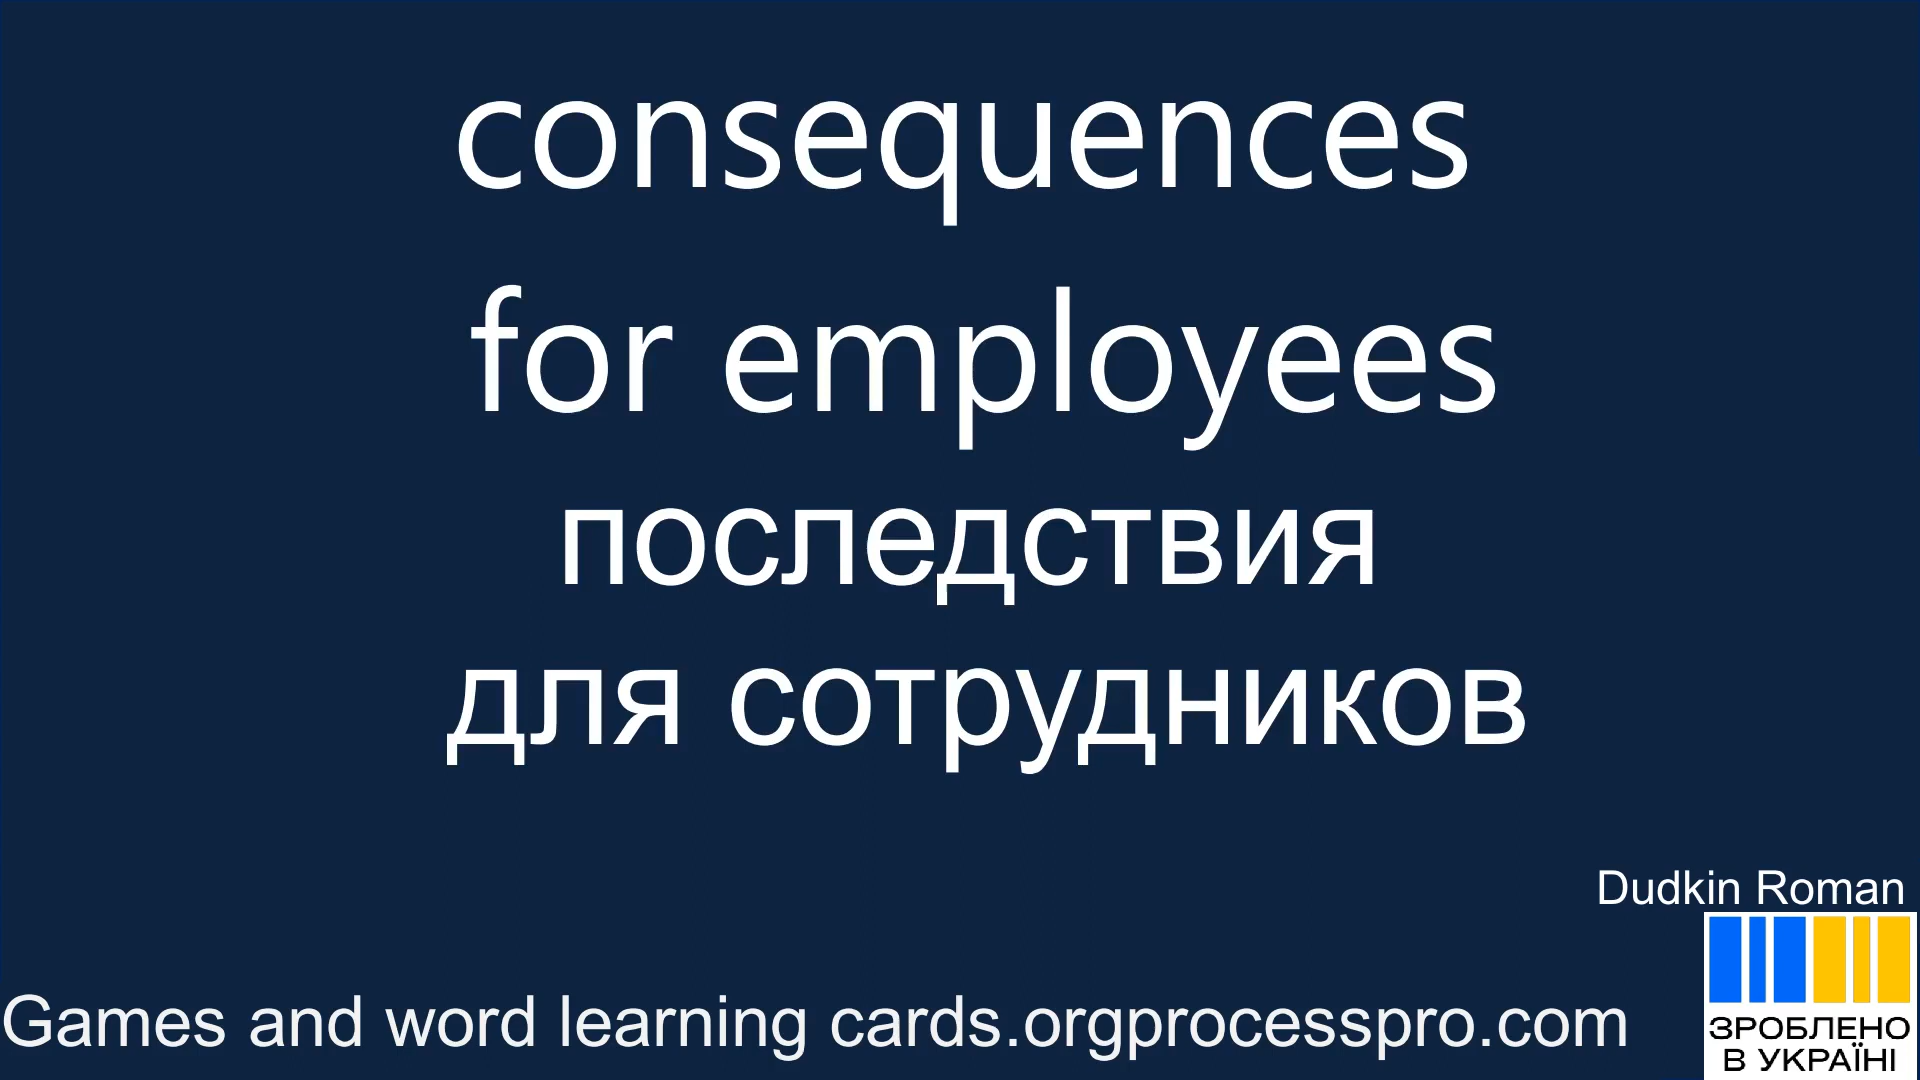 consequences
for employees
последствия
для сотрудников
Dudkin Roman
Games and word learning cards.orgprocesspro.com
ЗРОБЛЕНО
В УКРАЇНІ